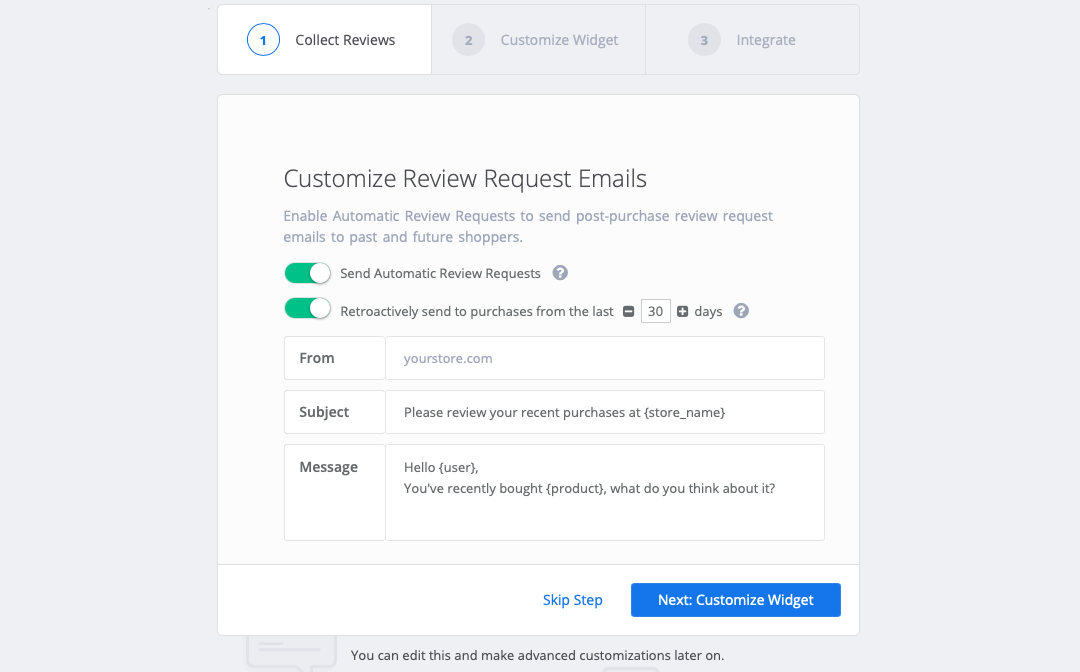 1 Collect Reviews 2 Customize Widget 3 Integrate
Customize Review Request Emails
Enable Automatic Review Requests to send post-purchase review request
emails to past and future shoppers.
Send Automatic Review Requests ?
Retroactively send to purchases from the last 30 days ?
From yourstore.com
Subject Please review your recent purchases at {store_name}
Message Hello {user},
You've recently bought {product}, what do you think about it?
Skip Step Next: Customize Widget
You can edit this and make advanced customizations later on.